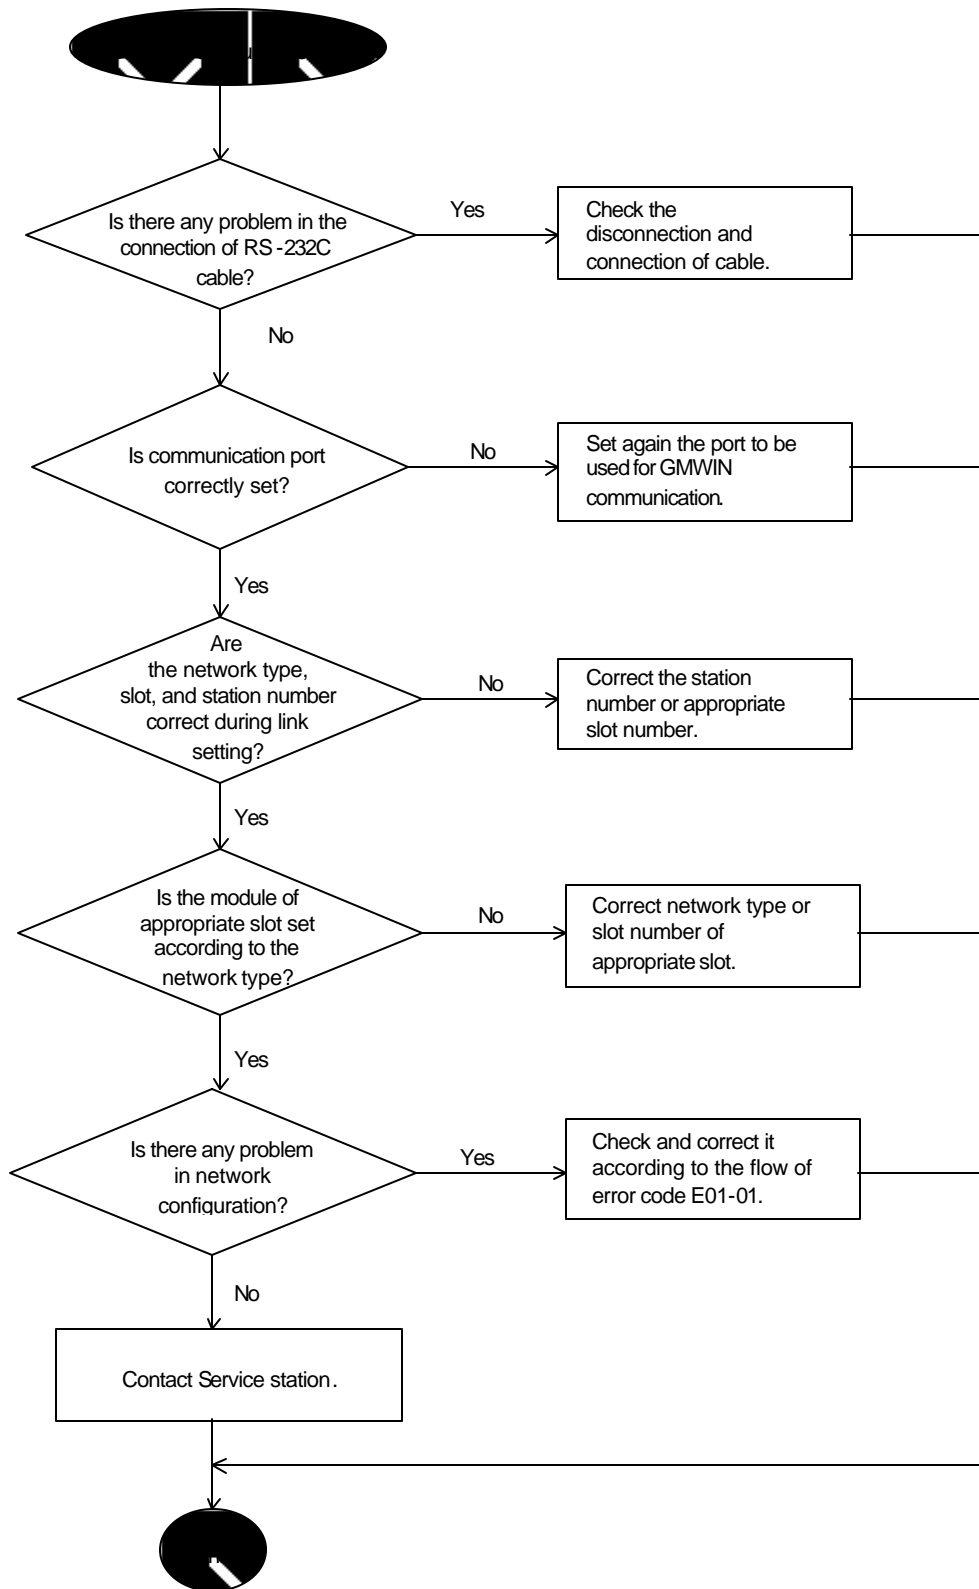 Is there any problem in the
connection of RS-232C
cable?
Yes
Check the
disconnection and
connection of cable.
No
Is communication port
correctly set?
No
Set again the port to be
used for GMWIN
communication.
Yes
Are
the network type,
slot, and station number
correct during link
setting?
No
Correct the station
number or appropriate
slot number.
Yes
Is the module of
appropriate slot set
according to the
network type?
No
Correct network type or
slot number of
appropriate slot.
Yes
Is there any problem
in network
configuration?
Yes
Check and correct it
according to the flow of
error code E01-01.
No
Contact Service station.